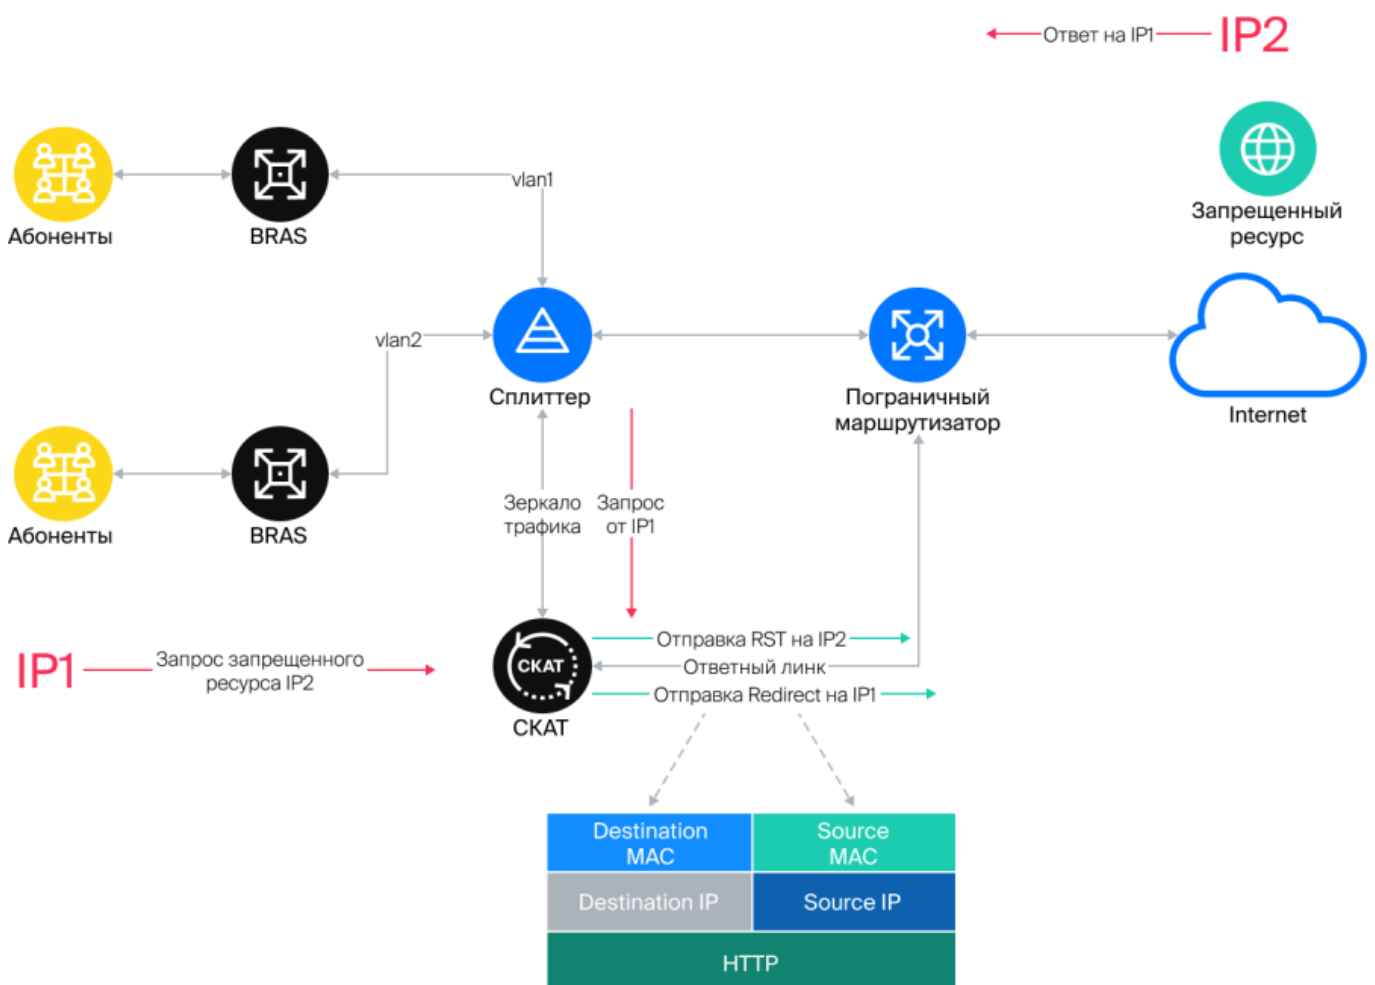 Ответ на IP1
IP2
Абоненты
BRAS
vlan1
Запрещенный
ресурс
vlan2
Сплиттер
Пограничный
маршрутизатор
Internet
Абоненты
BRAS
Зеркало
трафика
Запрос
от IP1
IP1
Запрос запрещенного
ресурса IP2
СКАТ
СКАТ
Отправка RST на IP2
Ответный линк
Отправка Redirect на IP1
Destination
MAC
Source
MAC
Destination IP
Source IP
HTTP